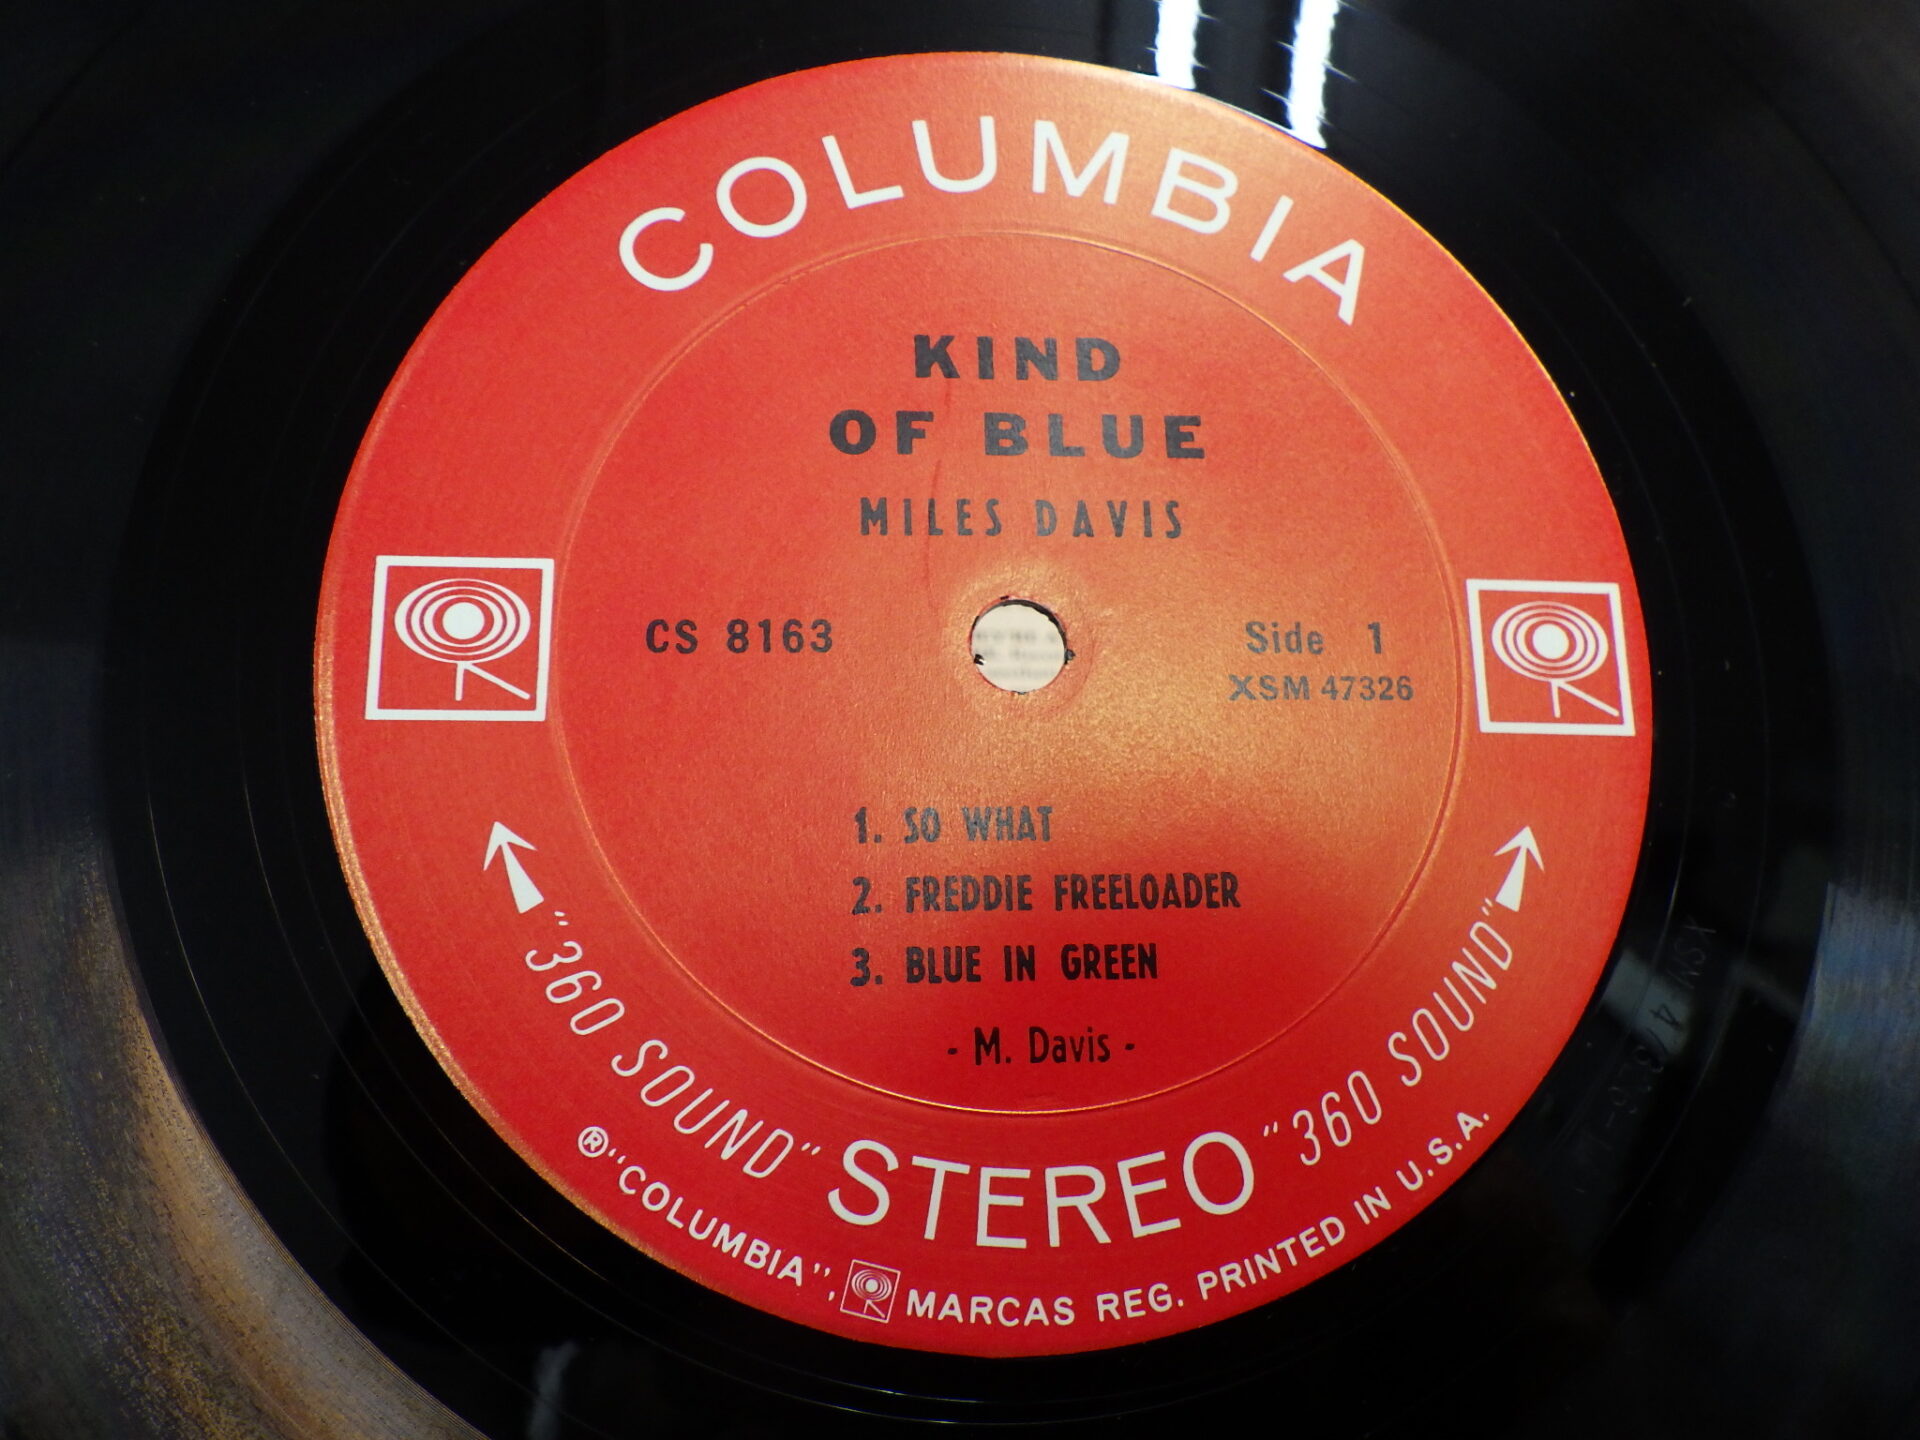 COLUMBIA
KIND
OF BLUE
MILES DAVIS
CS 8163
Side 1
XSM 47326
1. SO WHAT
2. FREDDIE FREELOADER
3. BLUE IN GREEN
- M. Davis -
"360 SOUND" STEREO "360 SOUND"
® "COLUMBIA", MARCAS REG. PRINTED IN U.S.A.